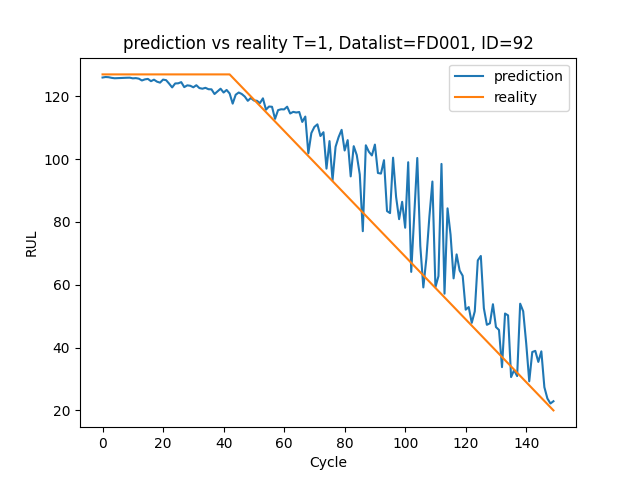 prediction vs reality T=1, Datalist=FD001, ID=92
prediction
reality
120
100
80
60
40
20
RUL
0 20 40 60 80 100 120 140
Cycle